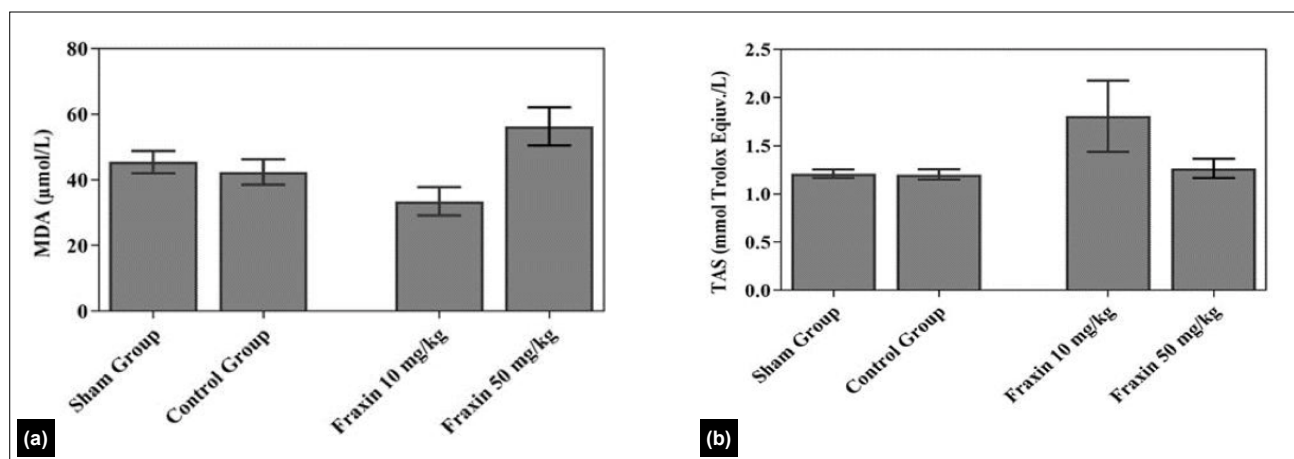 80
60
40
20
0
MDA (µmol/L)
Sham Group
Control Group
Fraxin 10 mg/kg
Fraxin 50 mg/kg
(a)
2.5
2.0
1.5
1.0
0.5
0.0
TAS (mmol Trolox Eqiuv./L)
Sham Group
Control Group
Fraxin 10 mg/kg
Fraxin 50 mg/kg
(b)